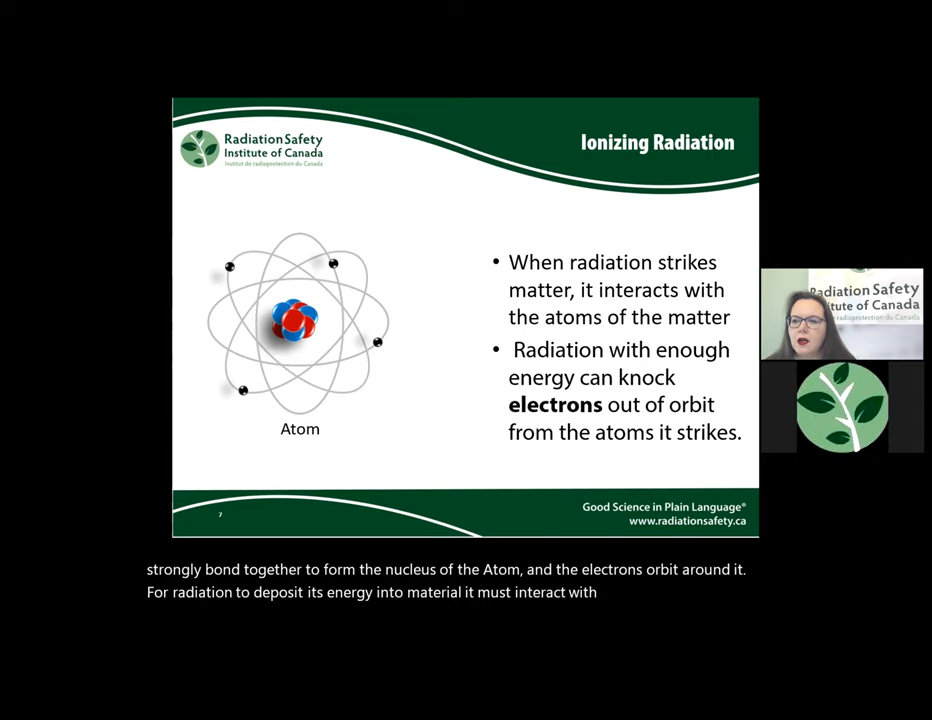 Radiation Safety
Institute of Canada
Institut de radioprotection du Canada
Ionizing Radiation
• When radiation strikes
matter, it interacts with
the atoms of the matter
• Radiation with enough
energy can knock
electrons out of orbit
from the atoms it strikes.
Atom
Radiation Safety
itute of Canada
radioprotection du Canada
7
Good Science in Plain Language®
www.radiationsafety.ca
strongly bond together to form the nucleus of the Atom, and the electrons orbit around it.
For radiation to deposit its energy into material it must interact with